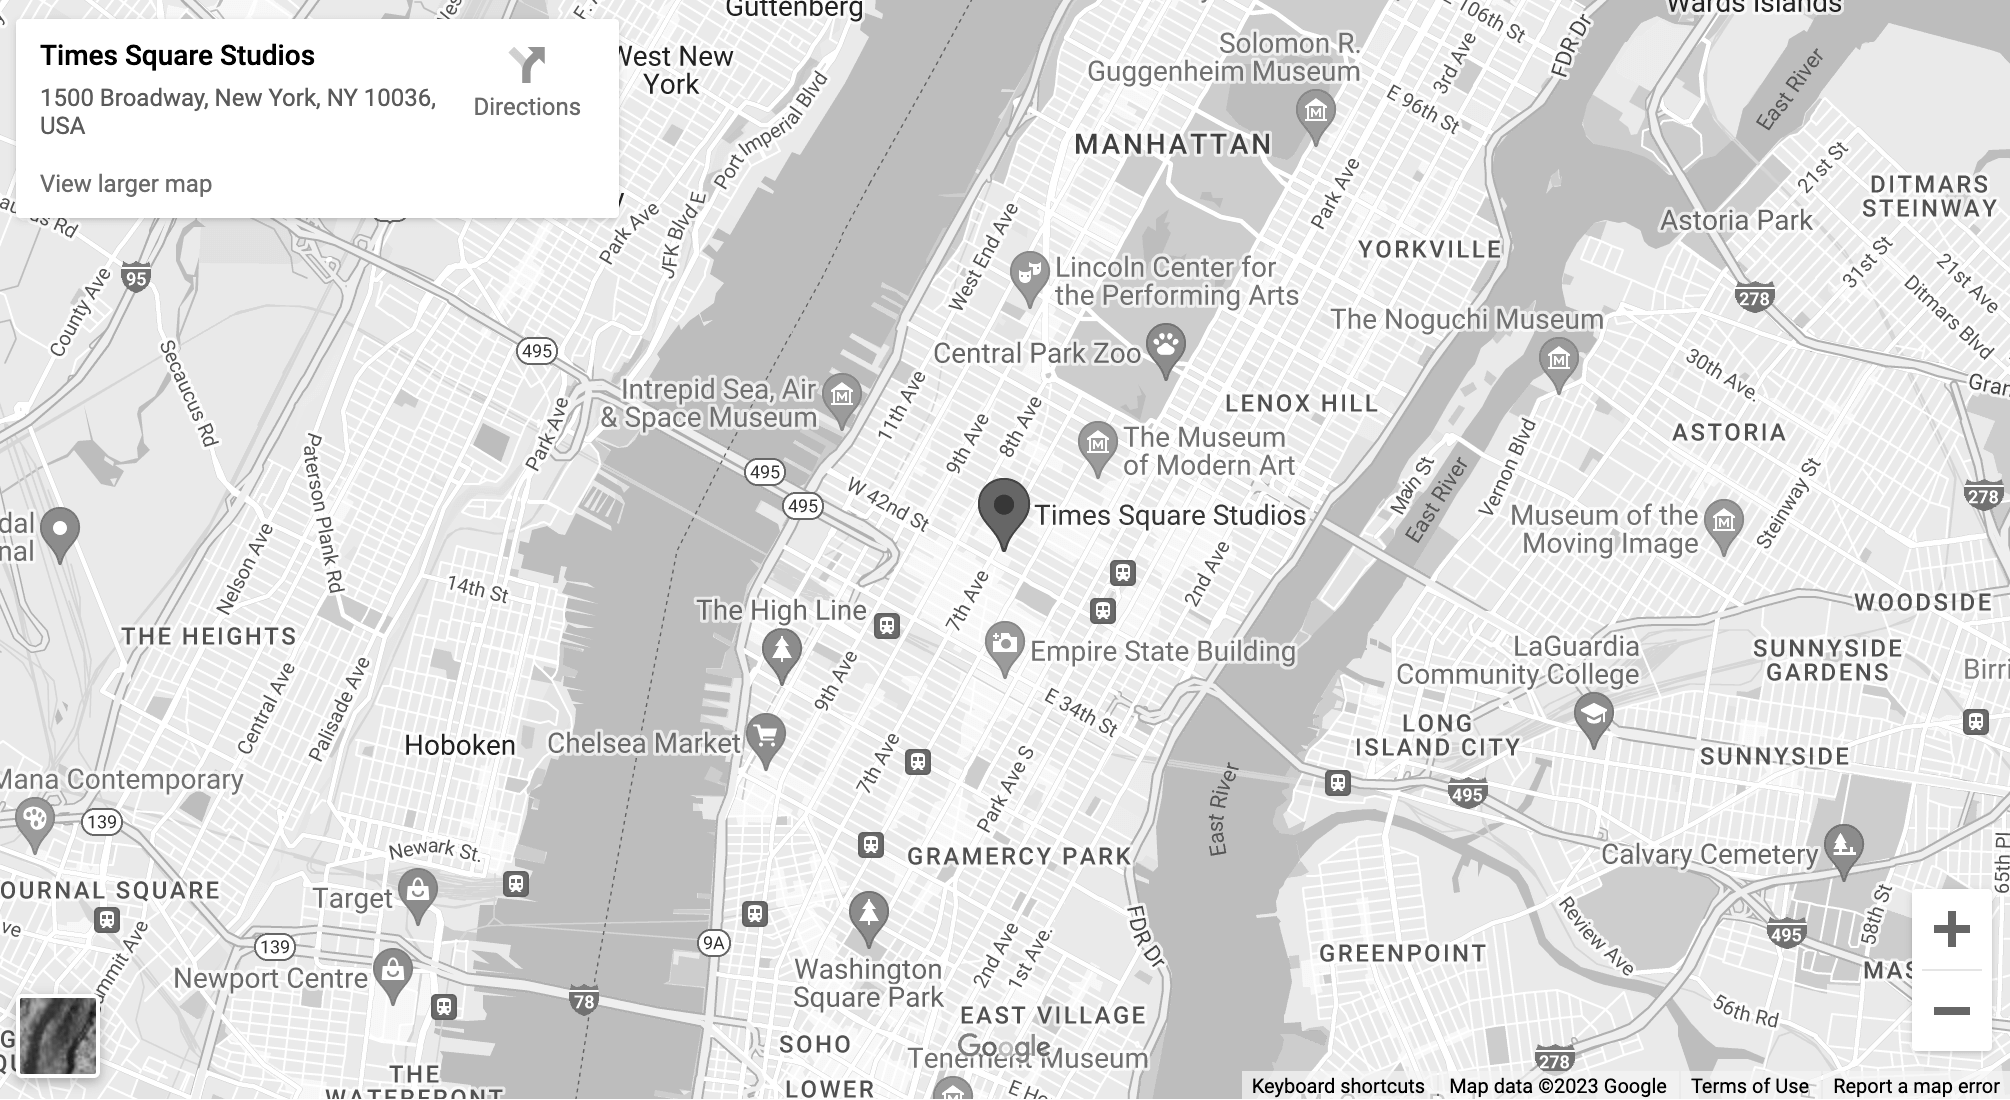 Times Square Studios
1500 Broadway, New York, NY 10036,
USA
Directions
View larger map
Guttenberg
West New
York
Port Imperial Blvd
JFK Blvd E
Park Ave
Solomon R.
Guggenheim Museum
MANHATTAN
E 106th St
3rd Ave
E 96th St
FDR Dr
Wards Islands
East River
21st St
DITMARS
STEINWAY
Astoria Park
Park Ave
YORKVILLE
31st St
21st Ave
Ditmars Blvd
278
95
County Ave
Secaucus Rd
West End Ave
Lincoln Center for
the Performing Arts
The Noguchi Museum
Central Park Zoo
30th Ave.
495
Intrepid Sea, Air
& Space Museum
11th Ave
9th Ave
8th Ave
LENOX HILL
ASTORIA
Park Ave
Paterson Plank Rd
The Museum
of Modern Art
495
495
W 42nd St
Main St
East River
Vernon Blvd
Steinway St
278
Times Square Studios
Museum of the
Moving Image
Nelson Ave
14th St
7th Ave
2nd Ave
The High Line
WOODSIDE
THE HEIGHTS
Empire State Building
LaGuardia
Community College
SUNNYSIDE
GARDENS
Central Ave
Palisade Ave
9th Ave
E 34th St
LONG
ISLAND CITY
Hoboken
Chelsea Market
SUNNYSIDE
7th Ave
Park Ave S
East River
495
Mana Contemporary
139
Newark St.
GRAMERCY PARK
Calvary Cemetery
65th Pl
OURNAL SQUARE
Target
58th St
Review Ave
139
9A
FDR Dr
495
GREENPOINT
2nd Ave
1st Ave.
Newport Centre
Washington
Square Park
MAS
78
56th Rd
EAST VILLAGE
SOHO
Google
Tenement Museum
278
THE
WATERFRONT
LOWER
Keyboard shortcuts
Map data ©2023 Google
Terms of Use
Report a map error